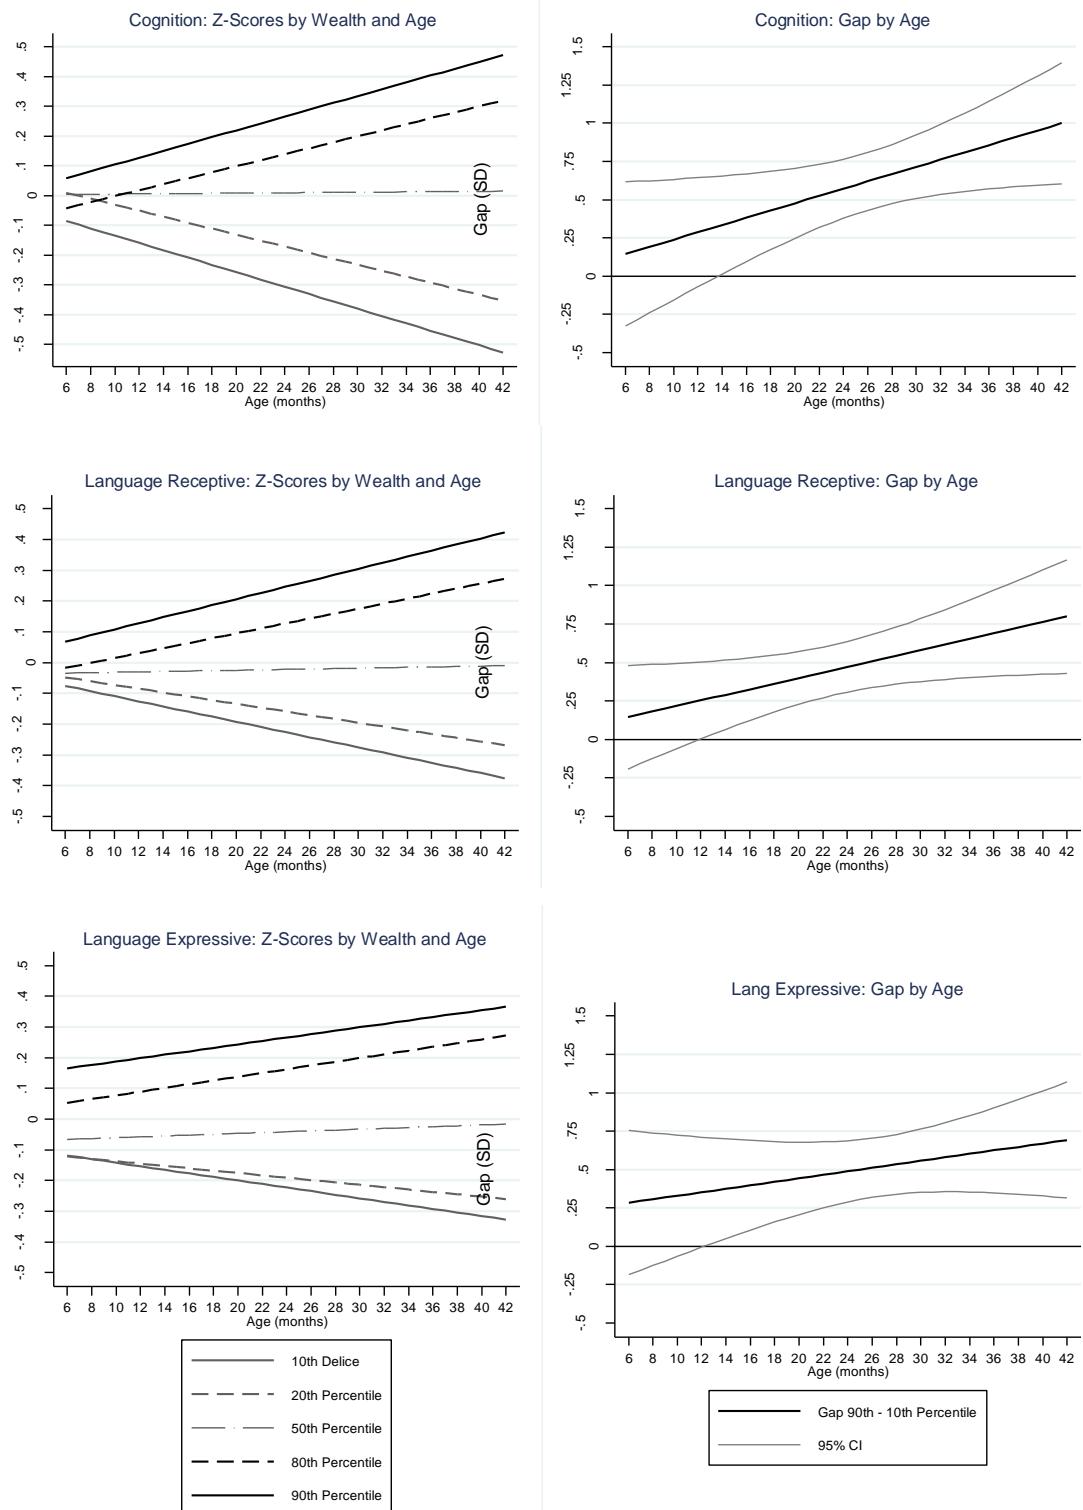 Cognition: Z-Scores by Wealth and Age
.5
.4
.3
.2
.1
0
-.1
-.2
-.3
-.4
-.5
6 8 10 12 14 16 18 20 22 24 26 28 30 32 34 36 38 40 42
Age (months)
Cognition: Gap by Age
Gap (SD)
1.5
1.25
1
.75
.5
.25
0
-.25
-.5
6 8 10 12 14 16 18 20 22 24 26 28 30 32 34 36 38 40 42
Age (months)
Language Receptive: Z-Scores by Wealth and Age
.5
.4
.3
.2
.1
0
-.1
-.2
-.3
-.4
-.5
6 8 10 12 14 16 18 20 22 24 26 28 30 32 34 36 38 40 42
Age (months)
Language Receptive: Gap by Age
Gap (SD)
1.5
1.25
1
.75
.5
.25
0
-.25
-.5
6 8 10 12 14 16 18 20 22 24 26 28 30 32 34 36 38 40 42
Age (months)
Language Expressive: Z-Scores by Wealth and Age
.5
.4
.3
.2
.1
0
-.1
-.2
-.3
-.4
-.5
6 8 10 12 14 16 18 20 22 24 26 28 30 32 34 36 38 40 42
Age (months)
10th Delice
20th Percentile
50th Percentile
80th Percentile
90th Percentile
Lang Expressive: Gap by Age
Gap (SD)
1.5
1.25
1
.75
.5
.25
0
-.25
-.5
6 8 10 12 14 16 18 20 22 24 26 28 30 32 34 36 38 40 42
Age (months)
Gap 90th - 10th Percentile
95% CI